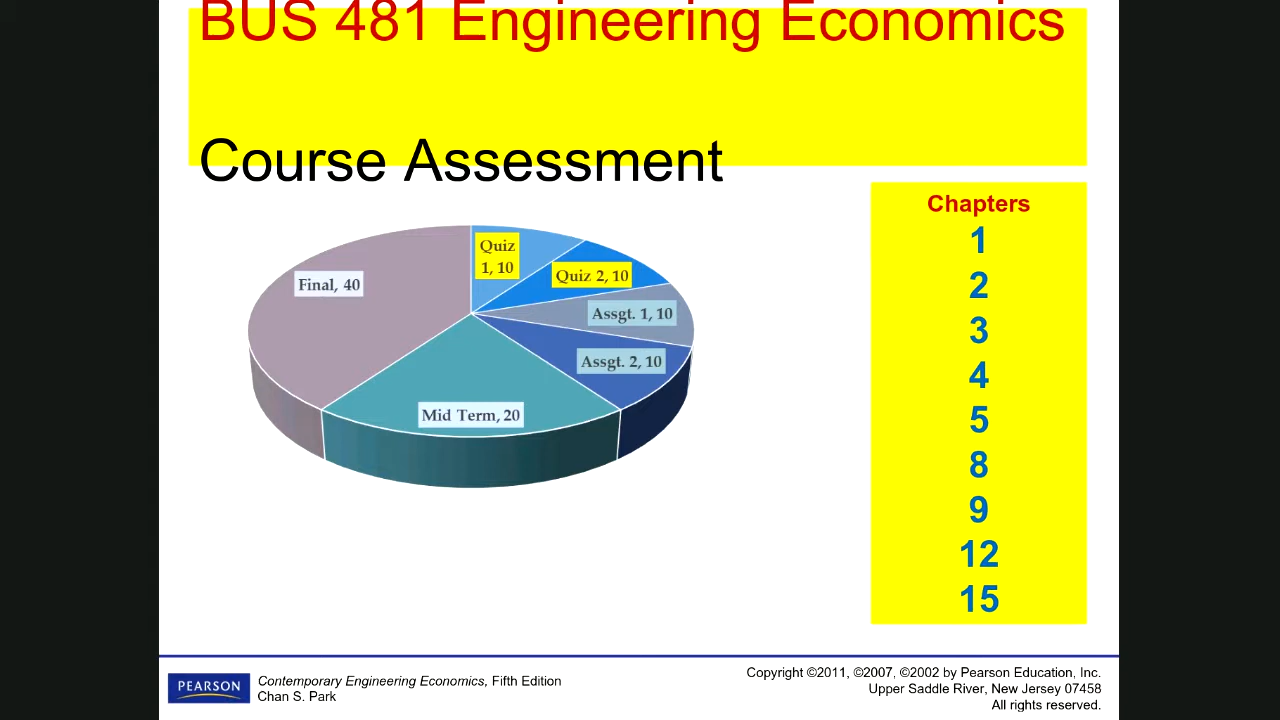 BUS 481 Engineering Economics
Course Assessment
Quiz
1, 10
Quiz 2, 10
Assgt. 1, 10
Assgt. 2, 10
Mid Term, 20
Final, 40
Chapters
1
2
3
4
5
8
9
12
15
PEARSON
Contemporary Engineering Economics, Fifth Edition
Chan S. Park
Copyright ©2011, ©2007, ©2002 by Pearson Education, Inc.
Upper Saddle River, New Jersey 07458
All rights reserved.